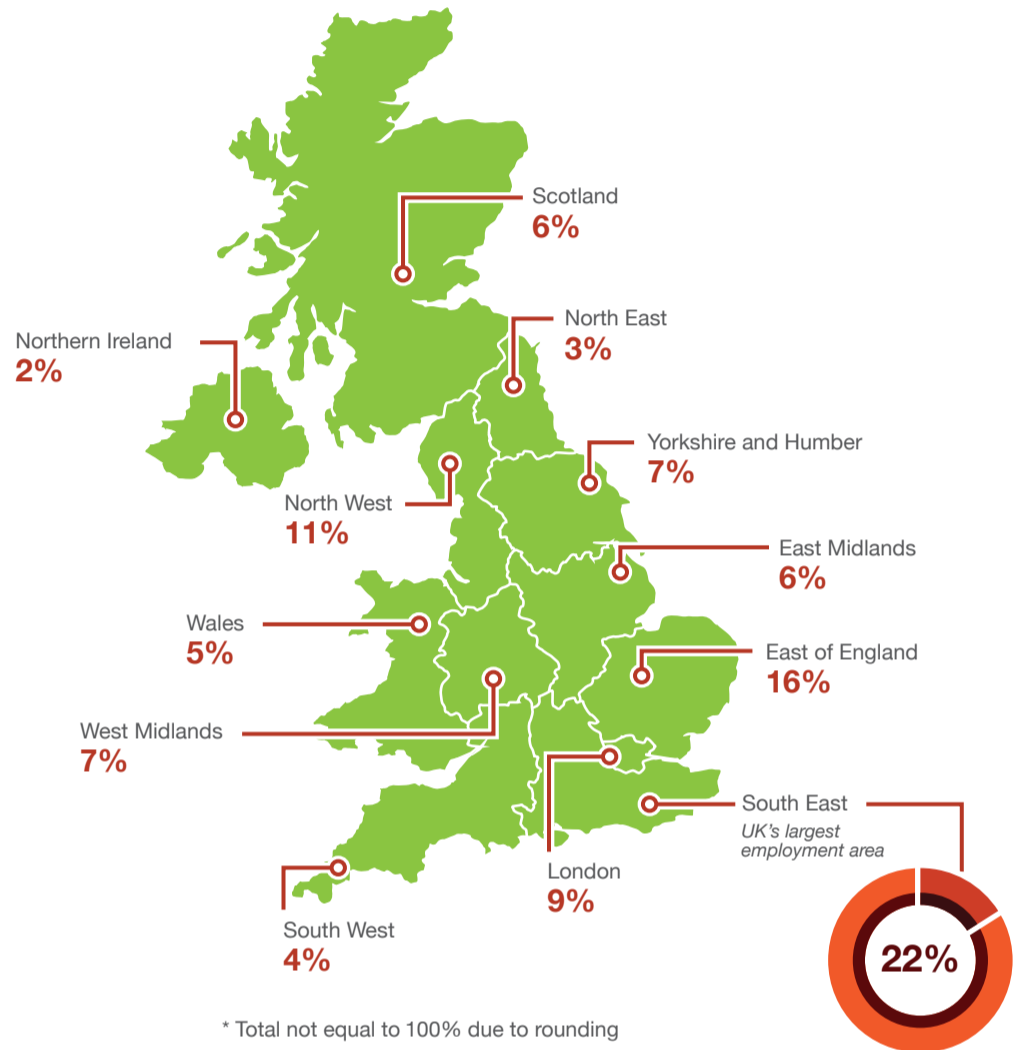 Scotland
6%
North East
3%
Northern Ireland
2%
Yorkshire and Humber
7%
North West
11%
East Midlands
6%
Wales
5%
East of England
16%
West Midlands
7%
South East
UK's largest
employment area
22%
London
9%
South West
4%
* Total not equal to 100% due to rounding